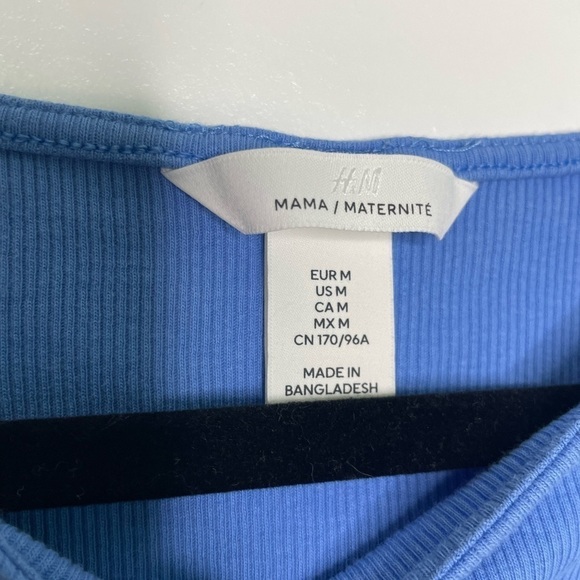 H&M
MAMA / MATERNITÉ
EUR M
US M
CA M
MX M
CN 170/96A
MADE IN
BANGLADESH